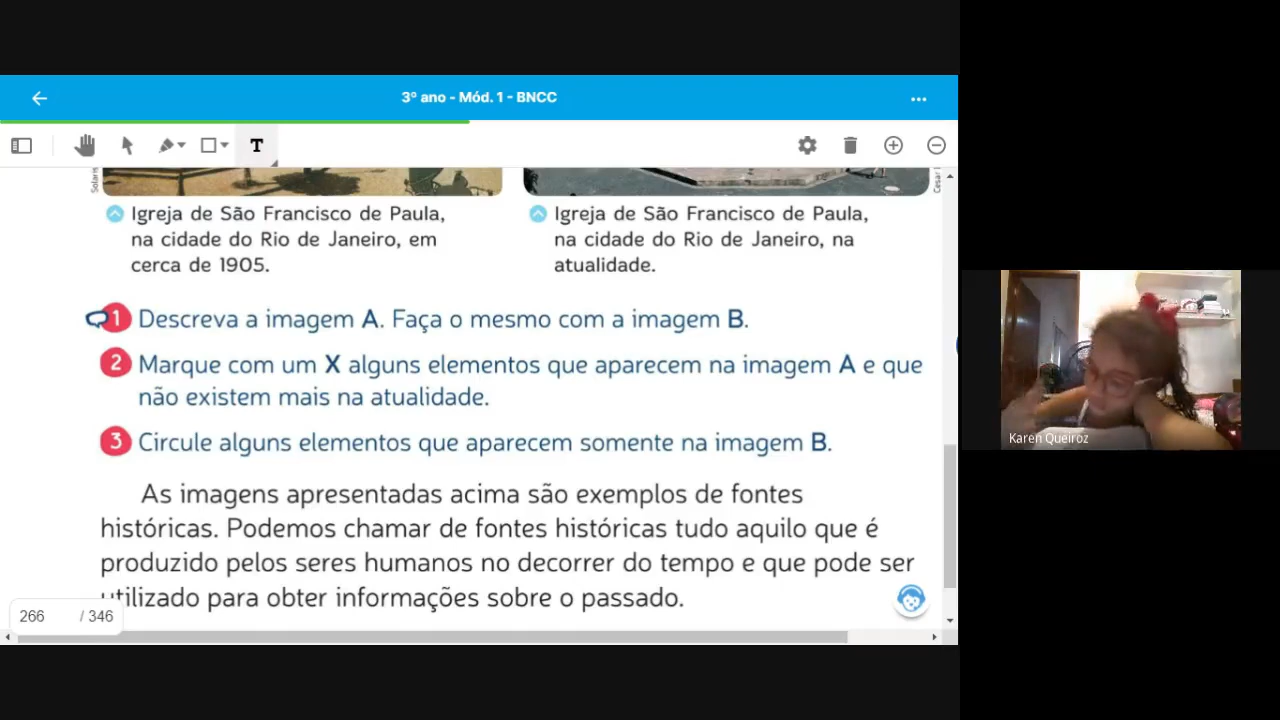 3º ano - Mód. 1 - BNCC
T
Solaris
Cesar
Igreja de São Francisco de Paula,
na cidade do Rio de Janeiro, em
cerca de 1905.
Igreja de São Francisco de Paula,
na cidade do Rio de Janeiro, na
atualidade.
1 Descreva a imagem A. Faça o mesmo com a imagem B.
2 Marque com um X alguns elementos que aparecem na imagem A e que
não existem mais na atualidade.
3 Circule alguns elementos que aparecem somente na imagem B.
As imagens apresentadas acima são exemplos de fontes
históricas. Podemos chamar de fontes históricas tudo aquilo que é
produzido pelos seres humanos no decorrer do tempo e que pode ser
utilizado para obter informações sobre o passado.
266 / 346
Karen Queiroz